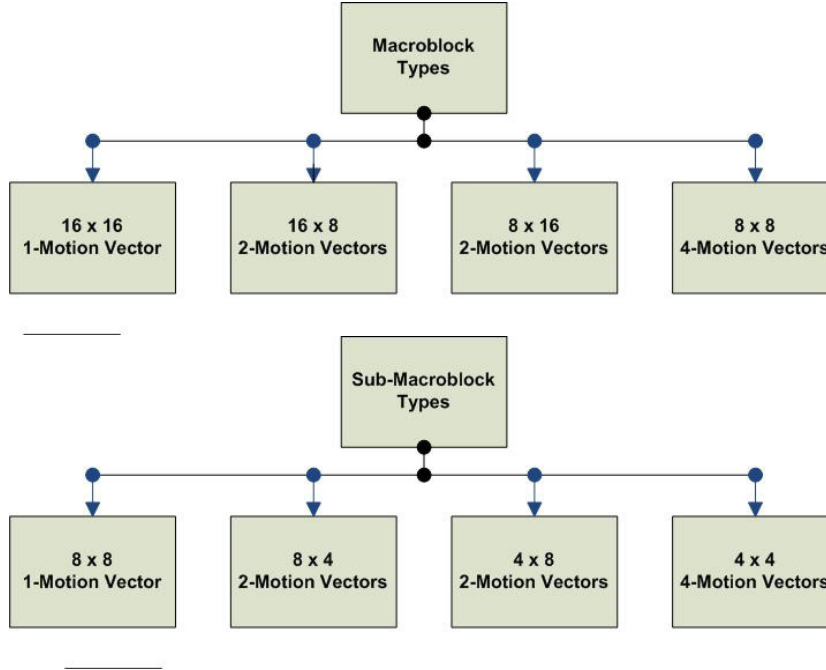 Macroblock
Types
16 x 16
1-Motion Vector
16 x 8
2-Motion Vectors
8 x 16
2-Motion Vectors
8 x 8
4-Motion Vectors
Sub-Macroblock
Types
8 x 8
1-Motion Vector
8 x 4
2-Motion Vectors
4 x 8
2-Motion Vectors
4 x 4
4-Motion Vectors